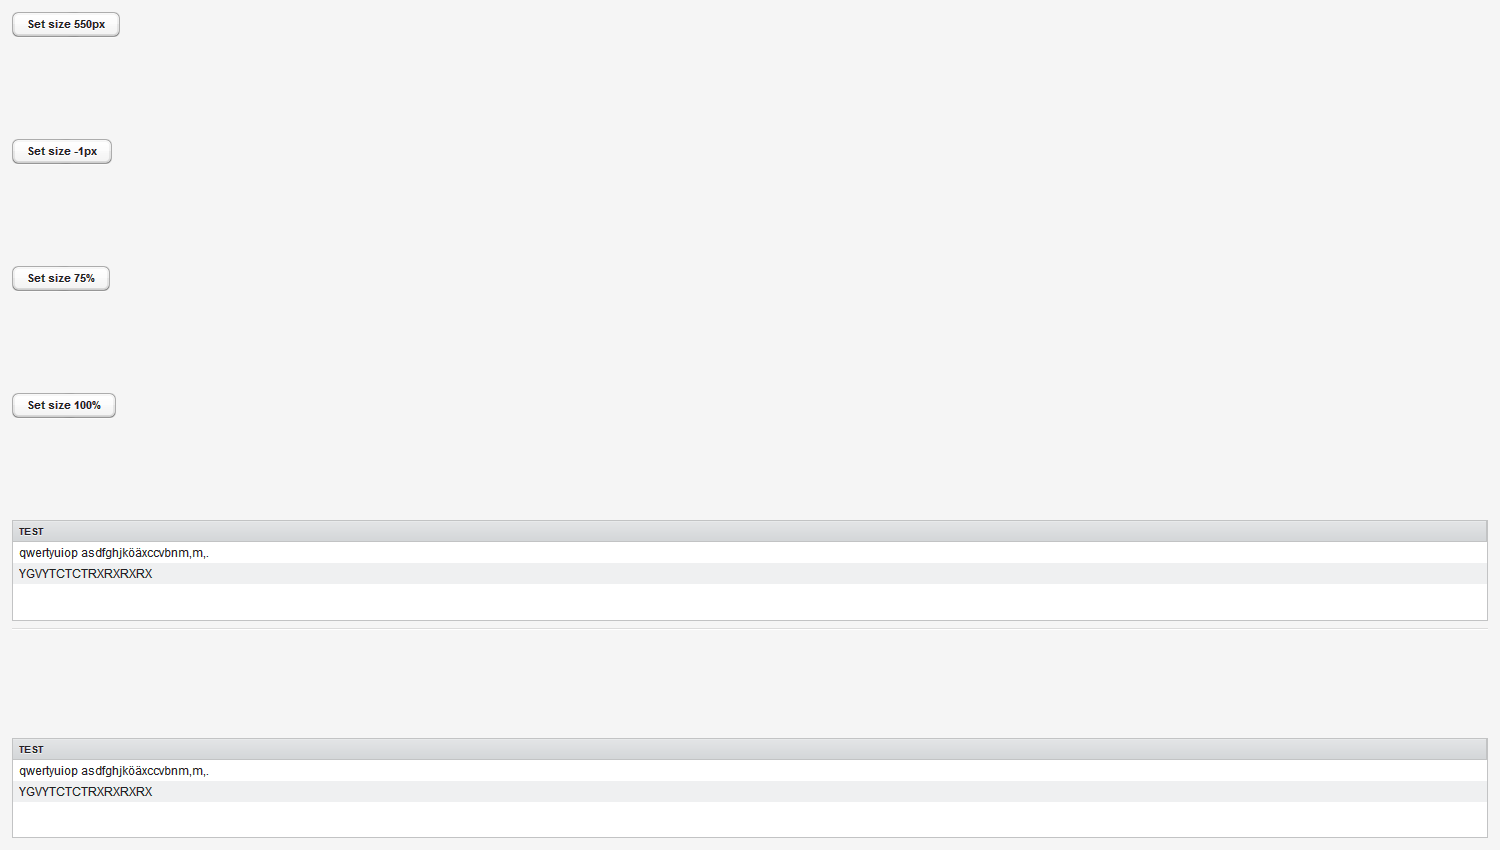 Set size 550px
Set size -1px
Set size 75%
Set size 100%
TEST
qwertyuiop asdfghjköäxccvbnm,m,.
YGVYTCTCTRXRXRXRX
TEST
qwertyuiop asdfghjköäxccvbnm,m,.
YGVYTCTCTRXRXRXRX